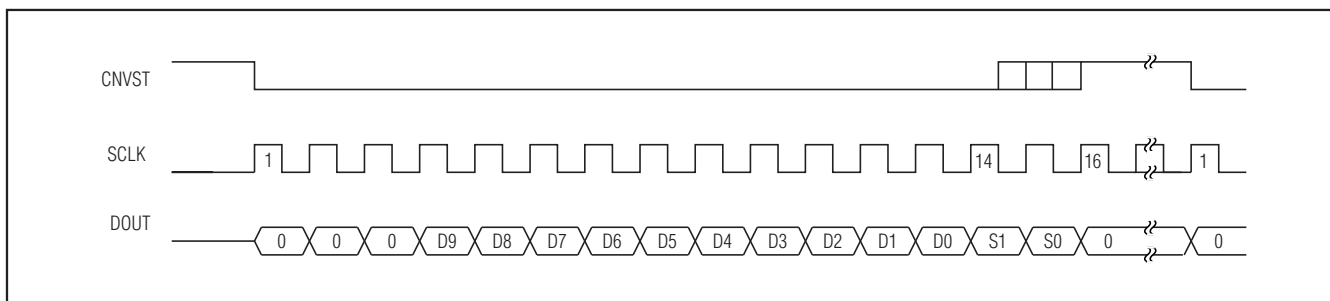 CNVST
SCLK 1 14 16 1
DOUT 0 0 0 D9 D8 D7 D6 D5 D4 D3 D2 D1 D0 S1 S0 0 0